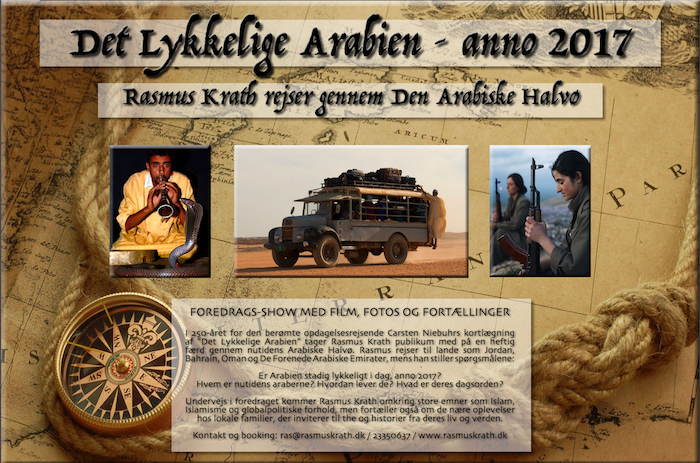 Det Lykkelige Arabien - anno 2017
Rasmus Krath rejser gennem Den Arabiske Halvø
ARICUM
PAR
FOREDRAGS-SHOW MED FILM, FOTOS OG FORTÆLLINGER
I 250-året for den berømte opdagelsesrejsende Carsten Niebuhrs kortlægning
af "Det Lykkelige Arabien" tager Rasmus Krath publikum med på en heftig
færd gennem nutidens Arabiske Halvø. Rasmus rejser til lande som Jordan,
Bahrain, Oman og De Forenede Arabiske Emirater, mens han stiller spørgsmålene:
Er Arabien stadig lykkeligt i dag, anno 2017?
Hvem er nutidens araberne? Hvordan lever de? Hvad er deres dagsorden?
Undervejs i foredraget kommer Rasmus Krath omkring store emner som Islam,
Islamisme og globalpolitiske forhold, men fortæller også om de nære oplevelser
hos lokale familier, der inviterer til the og historier fra deres liv og verden.
Kontakt og booking: ras@rasmuskrath.dk / 23350637 / www.rasmuskrath.dk